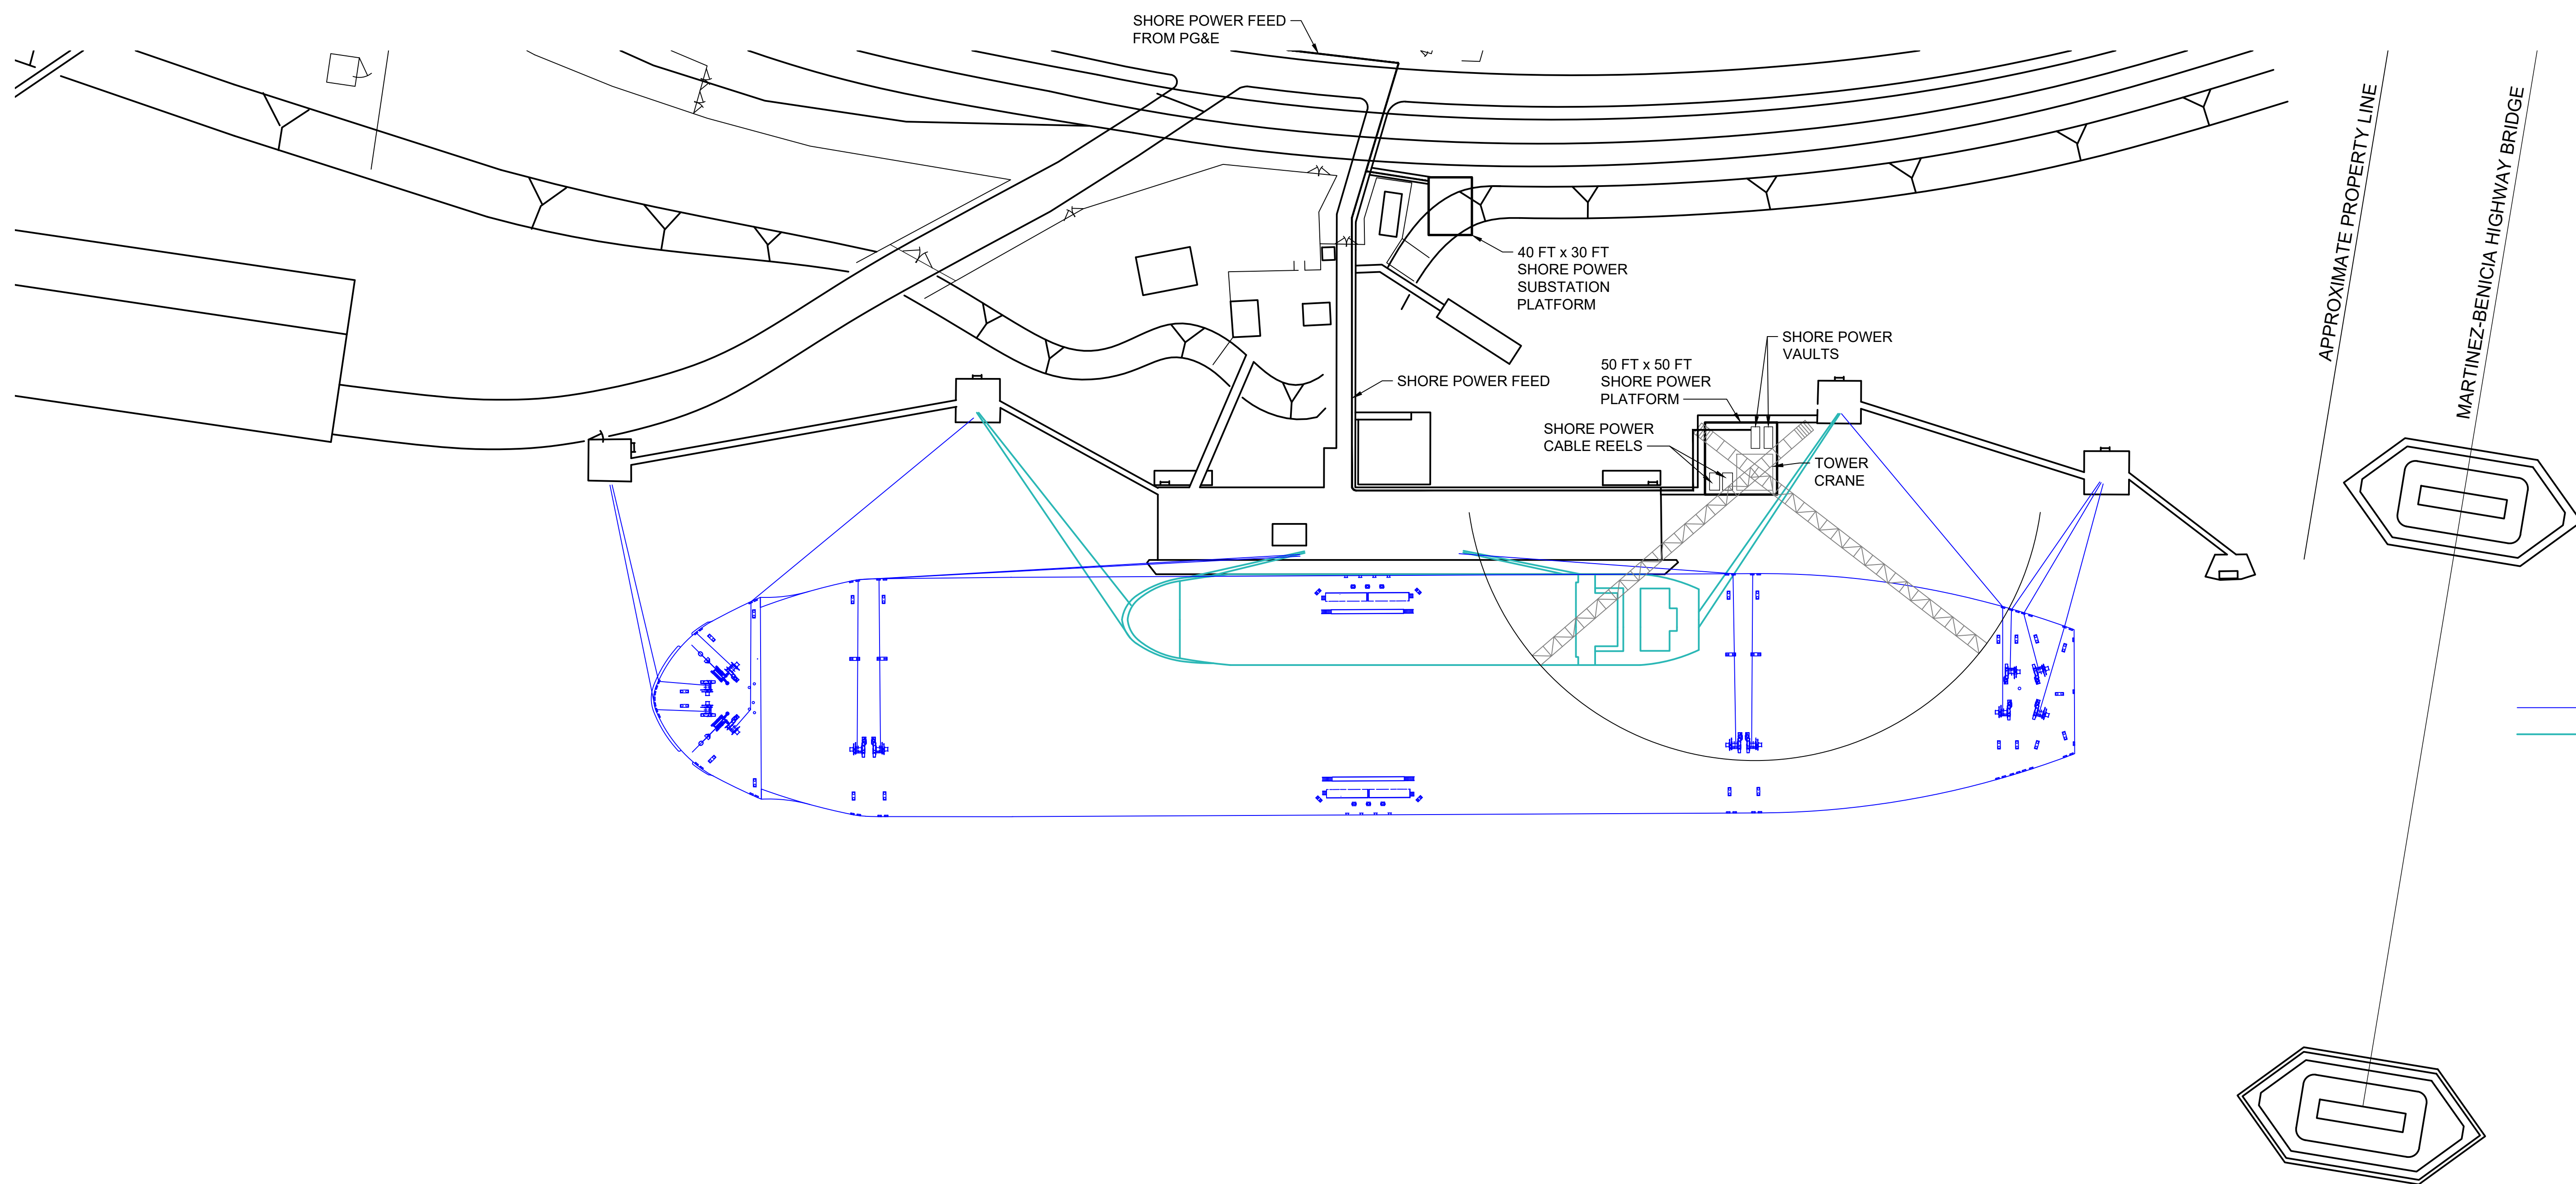 SHORE POWER FEED
FROM PG&E
APPROXIMATE PROPERTY LINE
MARTINEZ-BENICIA HIGHWAY BRIDGE
40 FT x 30 FT
SHORE POWER
SUBSTATION
PLATFORM
SHORE POWER
VAULTS
50 FT x 50 FT
SHORE POWER
PLATFORM
SHORE POWER FEED
SHORE POWER
CABLE REELS
TOWER
CRANE